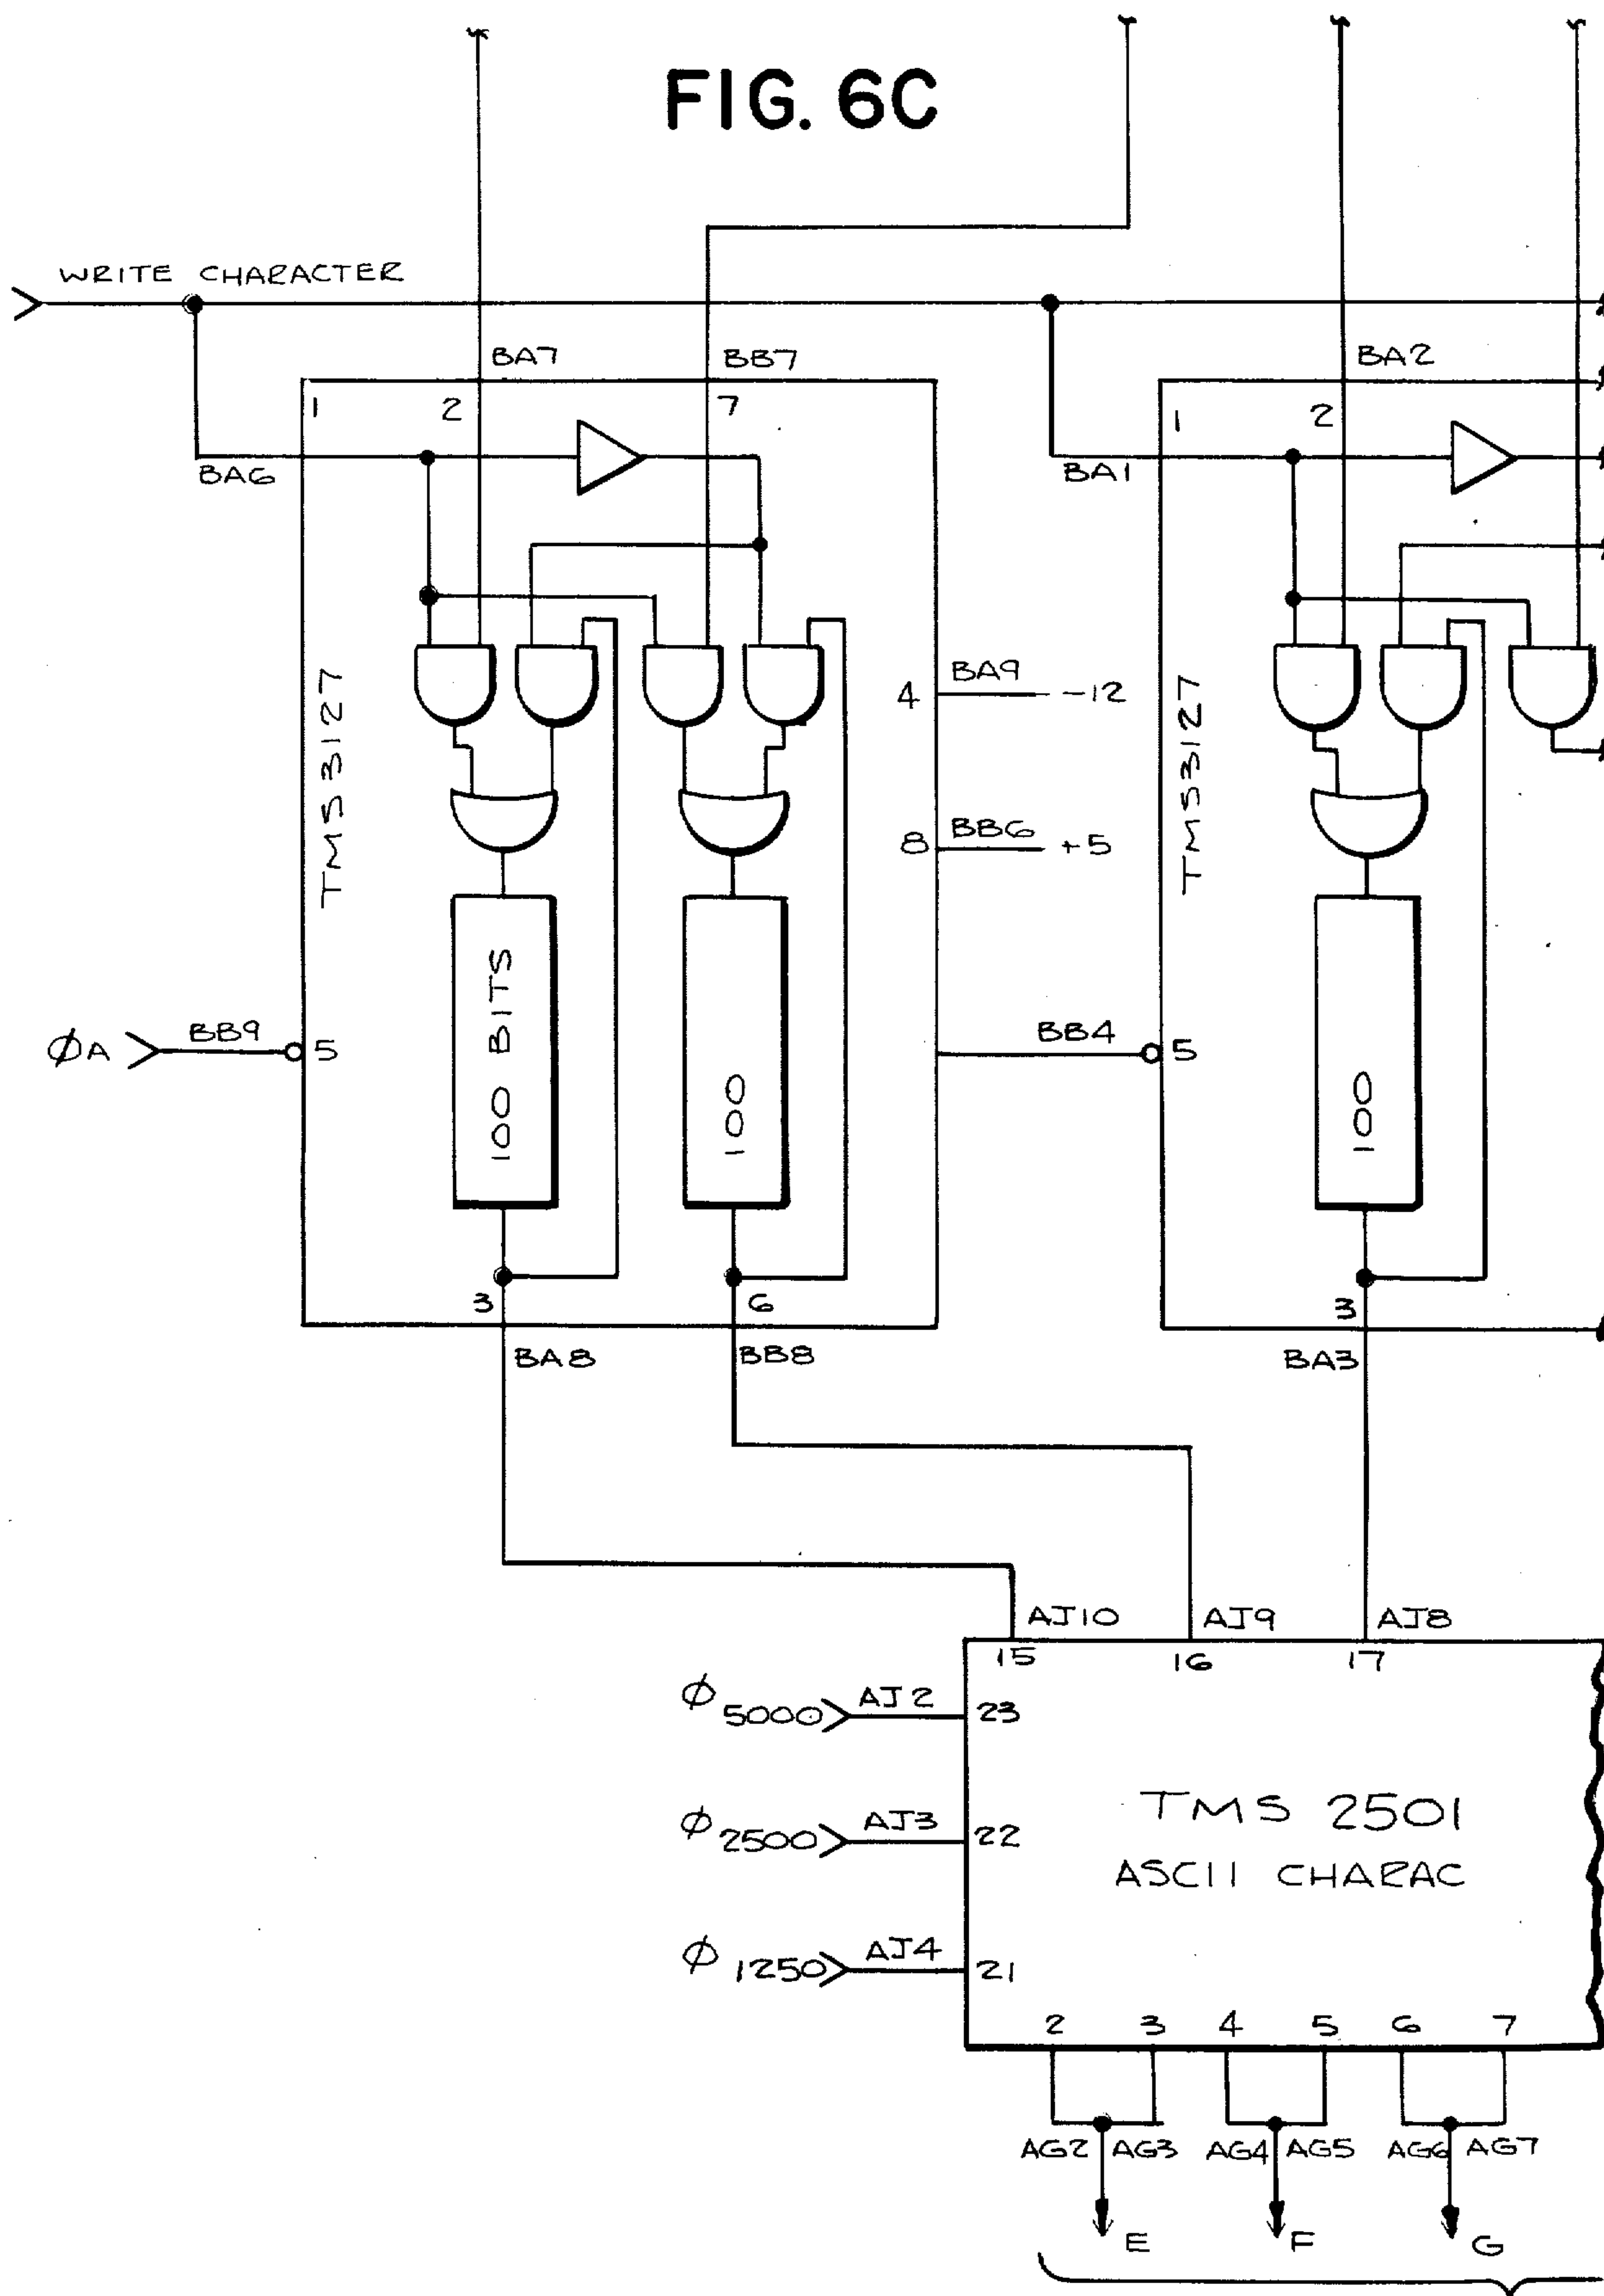 FIG. 6C
WRITE CHARACTER
BA7
BB7
BA2
1
2
7
1
2
BA6
BA1
TMS3127
4
BA9
-12
TMS3127
8
BB6
+5
100 BITS
100
100
ØA
BB9
5
BB4
5
3
6
3
BA8
BB8
BA3
AJ10
AJ9
AJ8
15
16
17
Ø5000
AJ2
23
TMS 2501
Ø2500
AJ3
22
ASCII CHARAC
Ø1250
AJ4
21
2
3
4
5
6
7
AG2
AG3
AG4
AG5
AG6
AG7
E
F
G